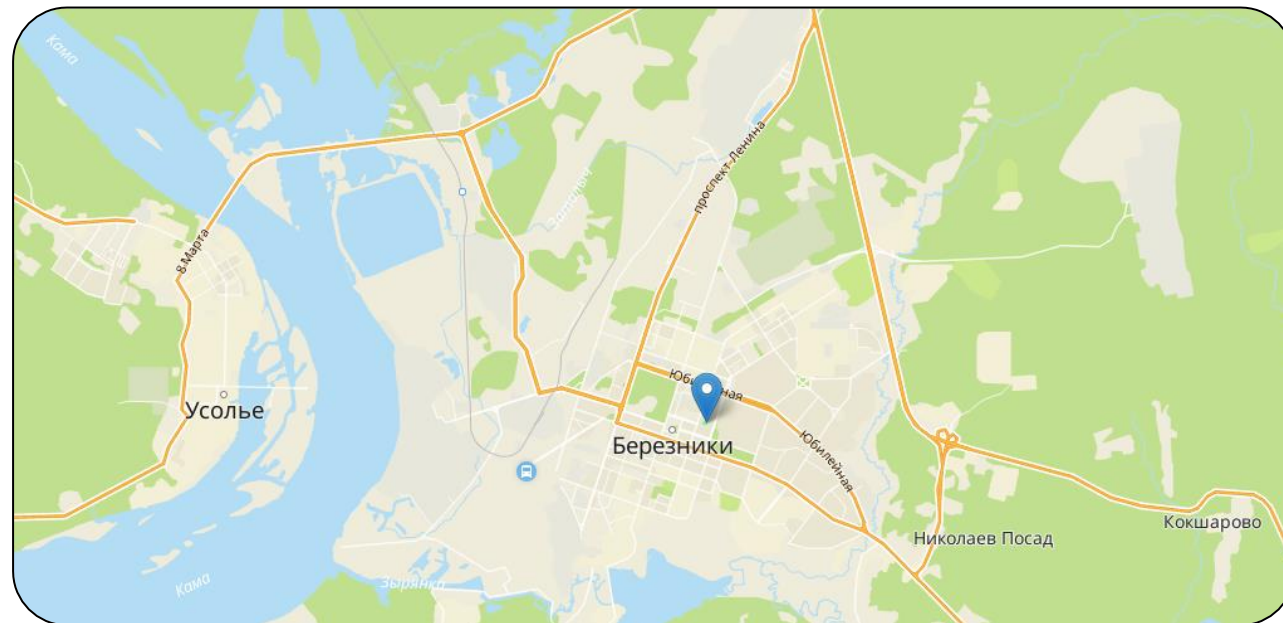 Кама
проспект Ленина
8 Марта
Юбилейная
Усолье
Березники
Юбилейная
Николаев Посад
Кокшарово
Кама
Зырянка